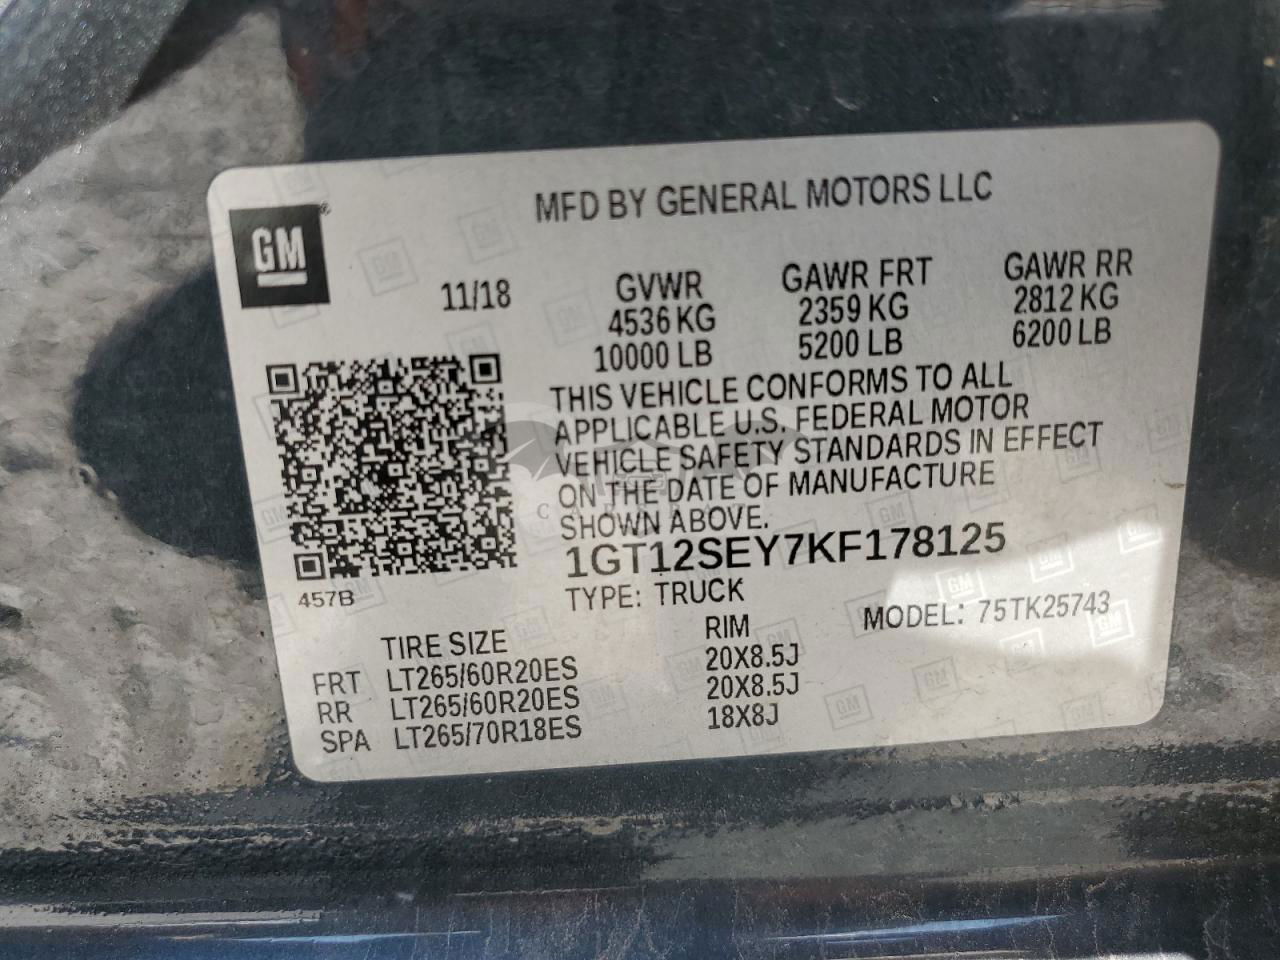 MFD BY GENERAL MOTORS LLC
GM
11/18
GVWR GAWR FRT GAWR RR
4536 KG 2359 KG 2812 KG
10000 LB 5200 LB 6200 LB
THIS VEHICLE CONFORMS TO ALL
APPLICABLE U.S. FEDERAL MOTOR
VEHICLE SAFETY STANDARDS IN EFFECT
ON THE DATE OF MANUFACTURE
SHOWN ABOVE.
1GT12SEY7KF178125
457B
TYPE: TRUCK
MODEL: 75TK25743
TIRE SIZE RIM
FRT LT265/60R20ES 20X8.5J
RR LT265/60R20ES 20X8.5J
SPA LT265/70R18ES 18X8J